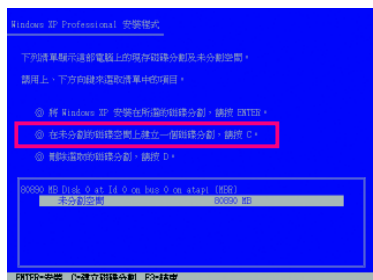 Windows XP Professional 安裝程式
下列清單顯示這部電腦上的現存磁碟分割及未分割空間。
請用上、下方向鍵來選取清單中的項目。
◎ 將 Windows XP 安裝在所選的磁碟分割，請按 ENTER。
◎ 在未分割的磁碟空間上建立一個磁碟分割，請按 C。
◎ 刪除選取的磁碟分割，請按 D。
80890 MB Disk 0 at Id 0 on bus 0 on atapi (MBR)
未分割空間 80890 MB
ENTER=安裝 C=建立磁碟分割 F3=結束